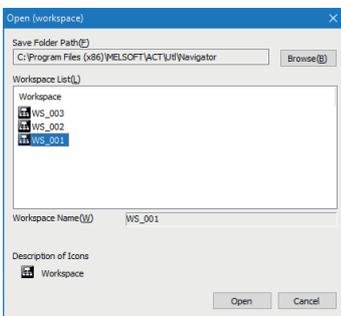 Open (workspace)
Save Folder Path(F)
C:\Program Files (x86)\MELSOFT\ACT\Utl\Navigator
Browse(B)
Workspace List(L)
Workspace
WS_003
WS_002
WS_001
Workspace Name(W) WS_001
Description of Icons
Workspace
Open Cancel